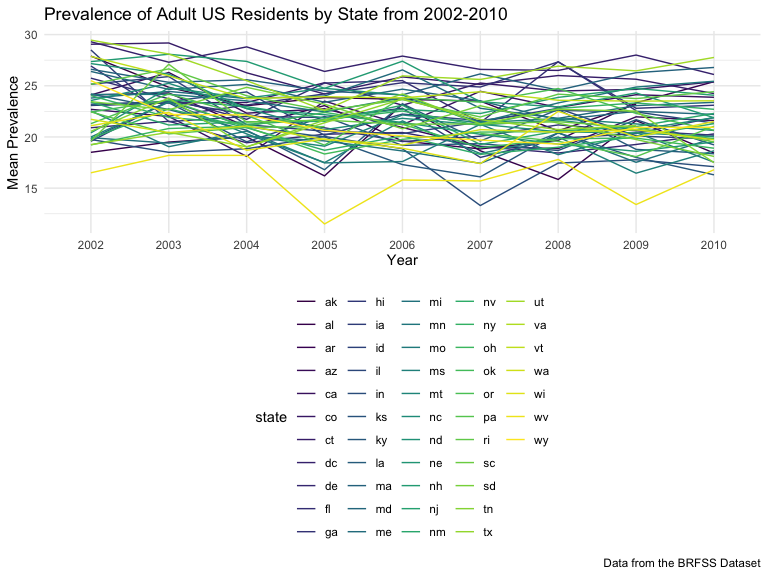 Prevalence of Adult US Residents by State from 2002-2010
Mean Prevalence
30
25
20
15
2002 2003 2004 2005 2006 2007 2008 2009 2010
Year
state
ak hi mi nv ut
al ia mn ny va
ar id mo oh vt
az il ms ok wa
ca in mt or wi
co ks nc pa wv
ct ky nd ri wy
dc la ne sc
de ma nh sd
fl md nj tn
ga me nm tx
Data from the BRFSS Dataset